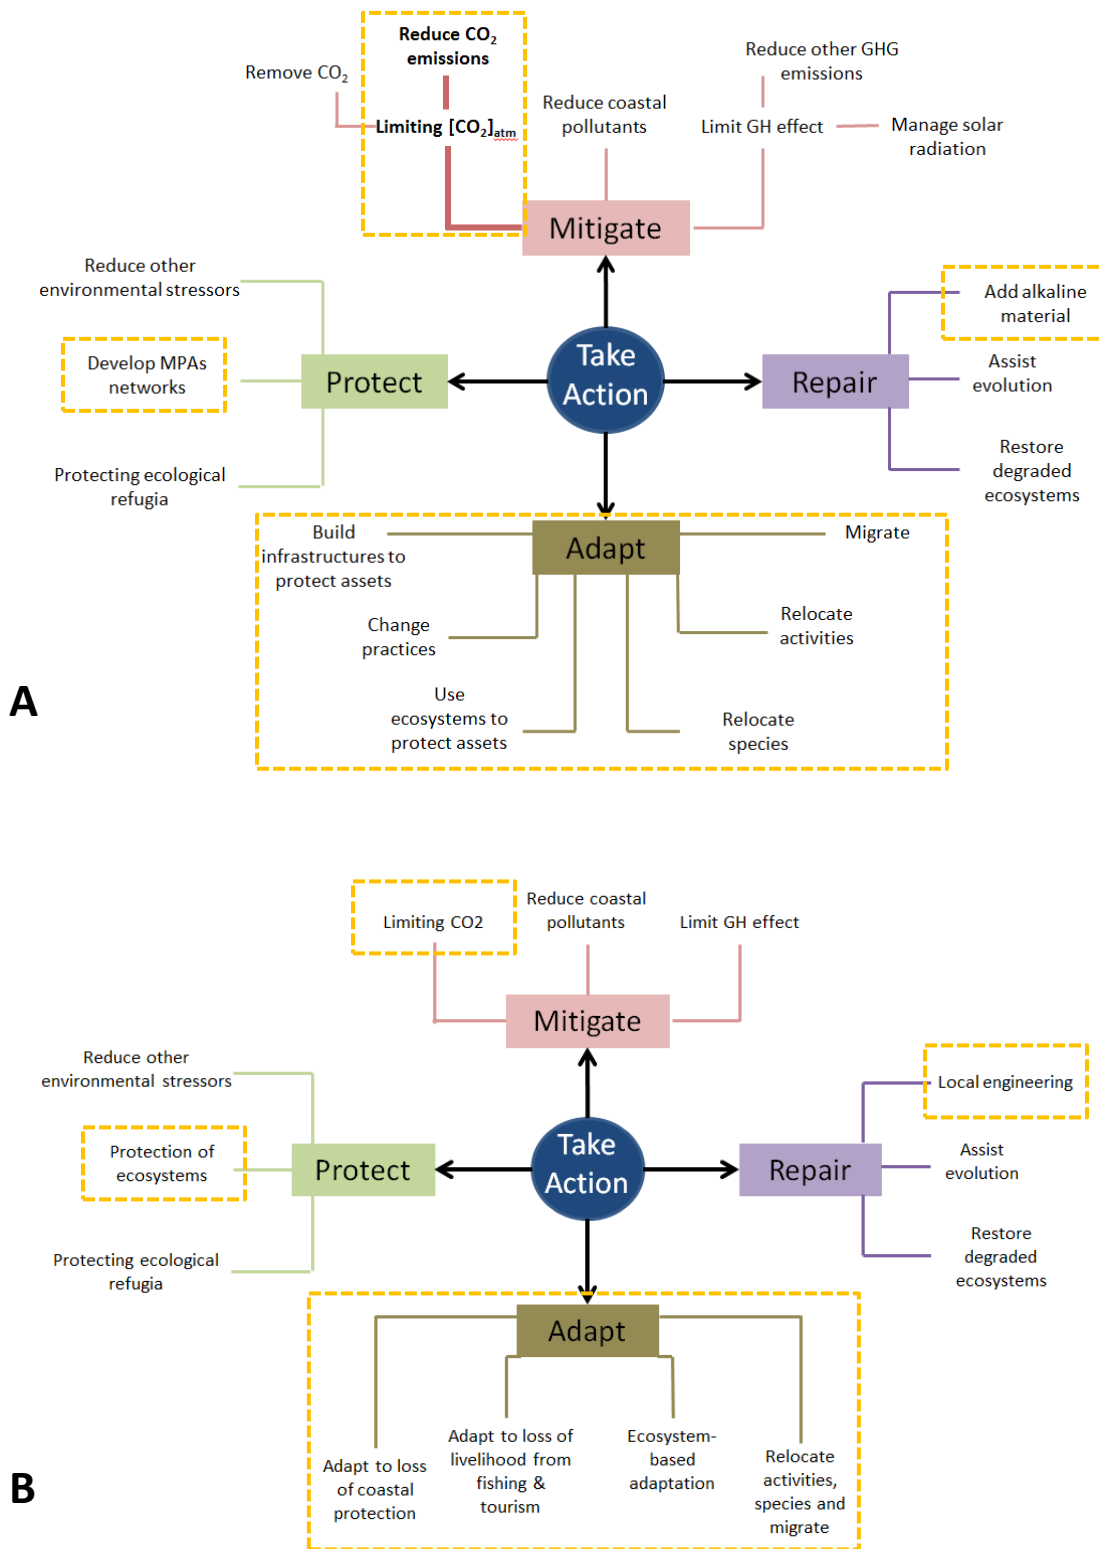 Reduce CO₂
emissions
Remove CO₂
Limiting [CO₂]atm
Reduce coastal
pollutants
Reduce other GHG
emissions
Limit GH effect
Manage solar
radiation
Mitigate
Reduce other
environmental stressors
Develop MPAs
networks
Protecting ecological
refugia
Protect
Take
Action
Repair
Add alkaline
material
Assist
evolution
Restore
degraded
ecosystems
Adapt
Build
infrastructures to
protect assets
Migrate
Change
practices
Relocate
activities
Use
ecosystems to
protect assets
Relocate
species
A
Limiting CO2
Reduce coastal
pollutants
Limit GH effect
Mitigate
Reduce other
environmental stressors
Protection of
ecosystems
Protecting ecological
refugia
Protect
Take
Action
Repair
Local engineering
Assist
evolution
Restore
degraded
ecosystems
Adapt
Adapt to loss
of coastal
protection
Adapt to loss of
livelihood from
fishing &
tourism
Ecosystem-
based
adaptation
Relocate
activities,
species and
migrate
B